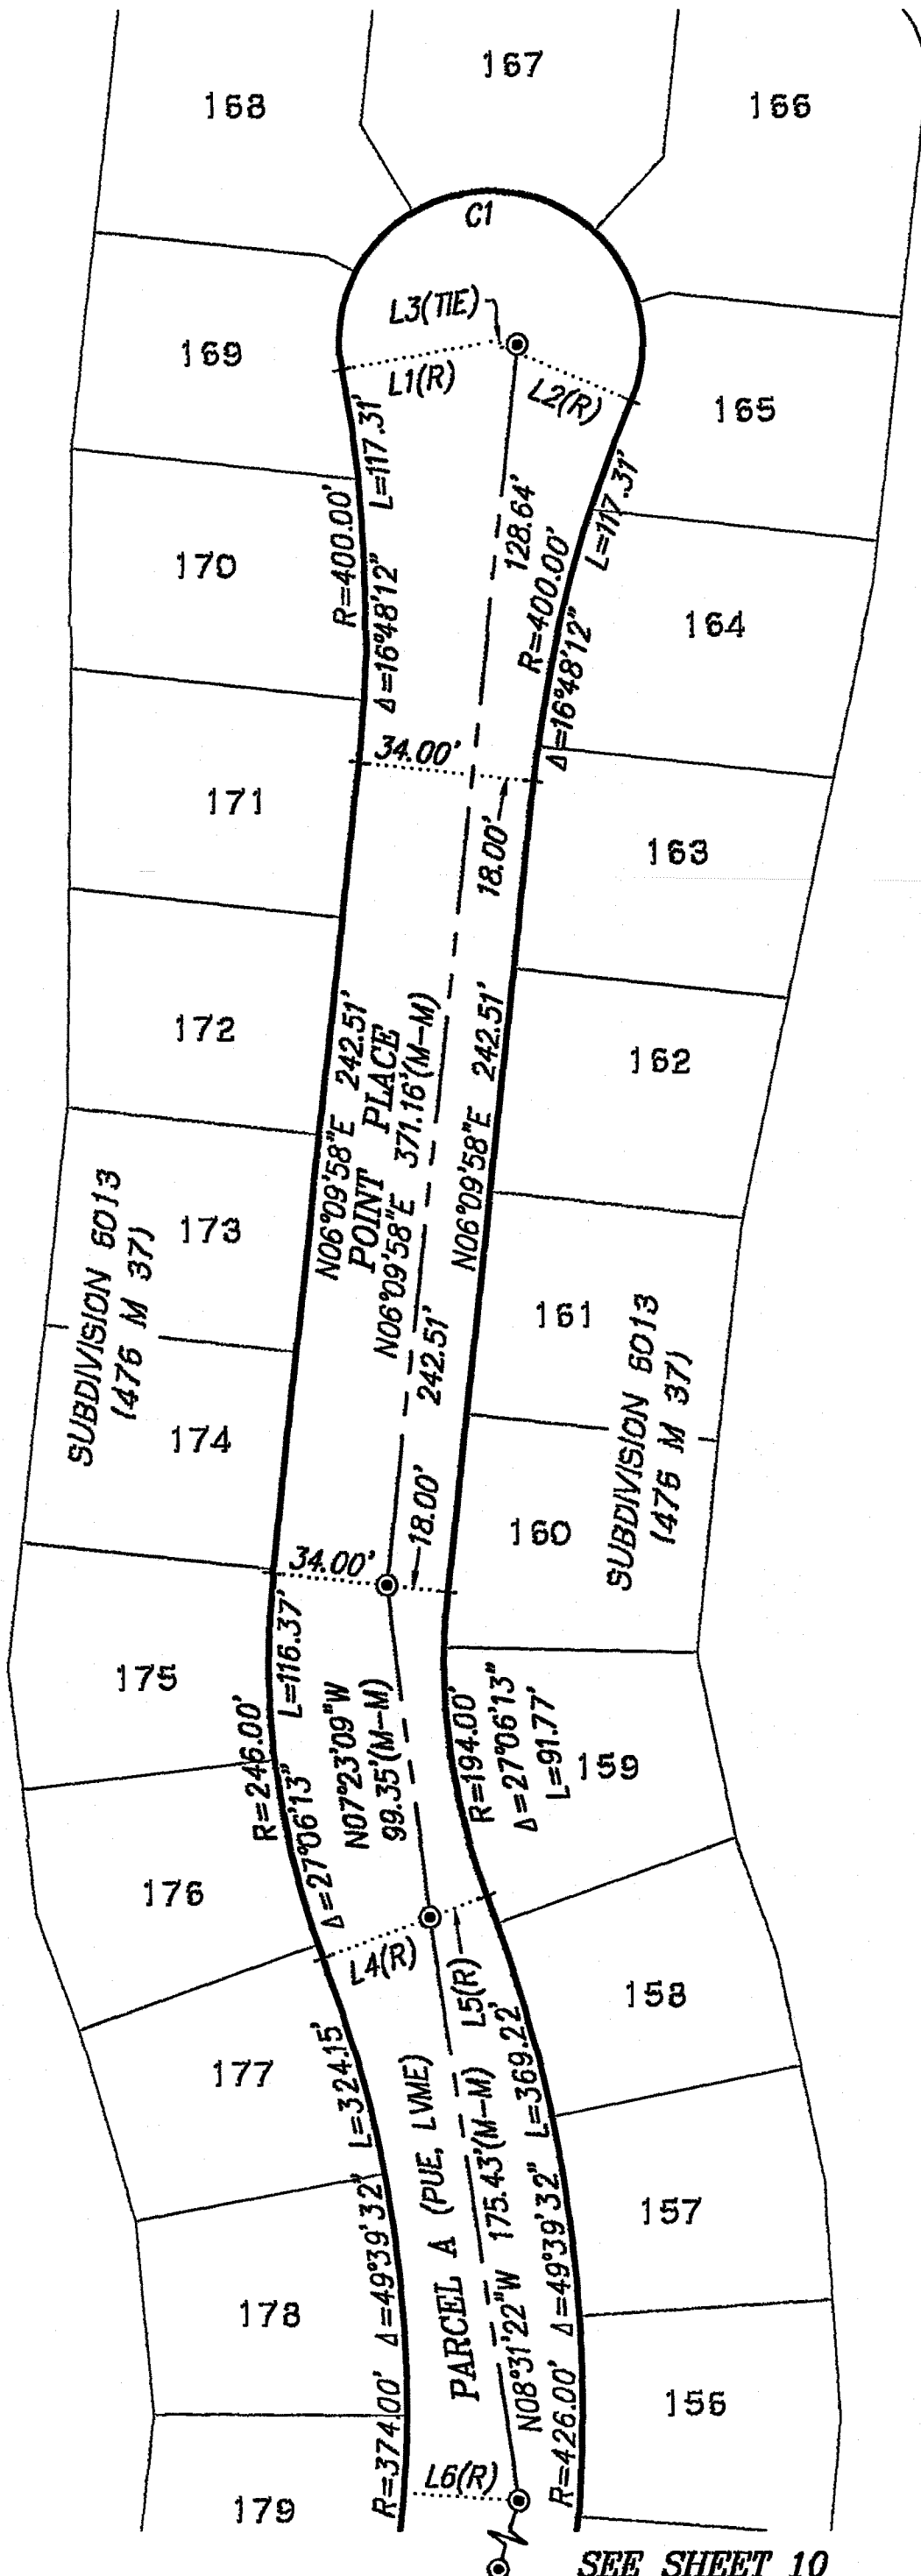 167
168
166
C1
L3(TIE)
169
L1(R)
L2(R)
165
L=117.31'
R=400.00'
Δ=16°48'12"
128.64'
R=400.00'
L=117.31'
Δ=16°48'12"
170
164
34.00'
18.00'
171
163
172
162
N06°09'58"E 242.51'
POINT PLACE
N06°09'58"E 371.16'(M-M)
242.51'
N06°09'58"E 242.51'
173
161
SUBDIVISION 6013
(476 M 37)
SUBDIVISION 6013
(476 M 37)
174
160
34.00'
18.00'
175
L=116.37'
R=246.00'
Δ=27°06'13"
N07°23'09"W
99.35'(M-M)
R=194.00'
Δ=27°06'13"
L=91.77'
159
176
L4(R)
L5(R)
158
177
R=374.00' Δ=49°39'32" L=324.15'
PARCEL A (PUE, LVME)
N08°31'22"W 175.43'(M-M)
R=426.00' Δ=49°39'32" L=369.22'
157
178
156
L6(R)
179
SEE SHEET 10